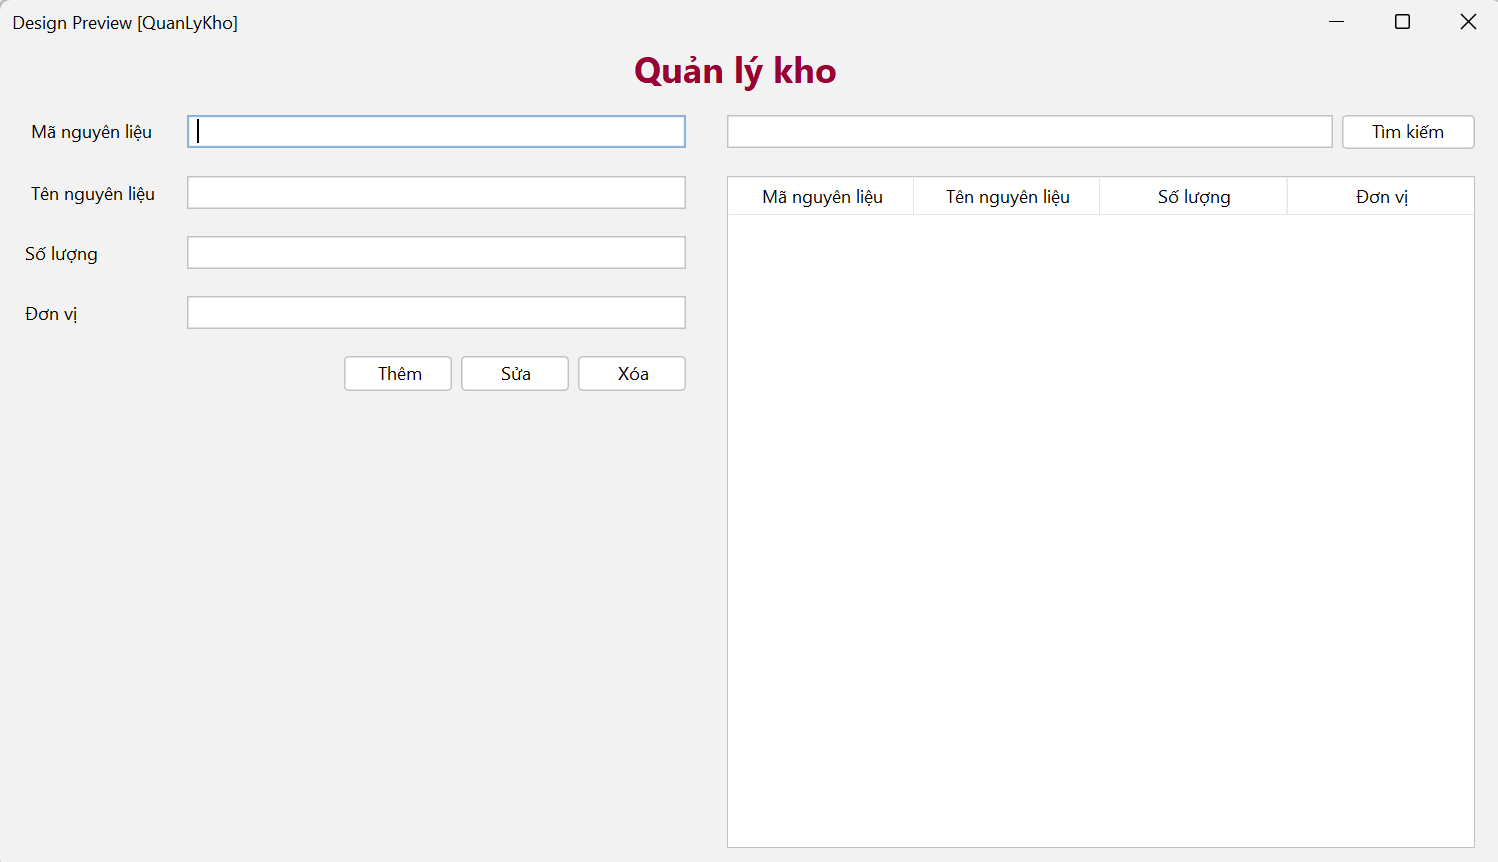 Design Preview [QuanLyKho]
Quản lý kho
Mã nguyên liệu
Tìm kiếm
Tên nguyên liệu
Mã nguyên liệu Tên nguyên liệu Số lượng Đơn vị
Số lượng
Đơn vị
Thêm Sửa Xóa